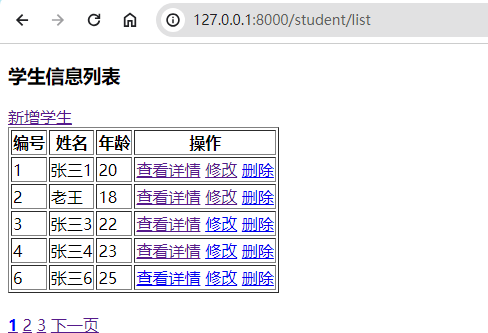 127.0.0.1:8000/student/list
学生信息列表
新增学生
编号 姓名 年龄 操作
1 张三1 20 查看详情 修改 删除
2 老王 18 查看详情 修改 删除
3 张三3 22 查看详情 修改 删除
4 张三4 23 查看详情 修改 删除
6 张三6 25 查看详情 修改 删除
1 2 3 下一页